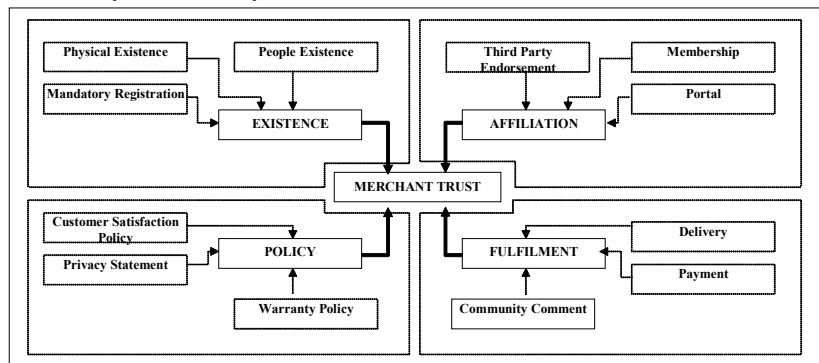 Physical Existence
People Existence
Mandatory Registration
EXISTENCE
Third Party
Endorsement
Membership
Portal
AFFILIATION
MERCHANT TRUST
Customer Satisfaction
Policy
Privacy Statement
POLICY
Warranty Policy
Delivery
FULFILMENT
Payment
Community Comment